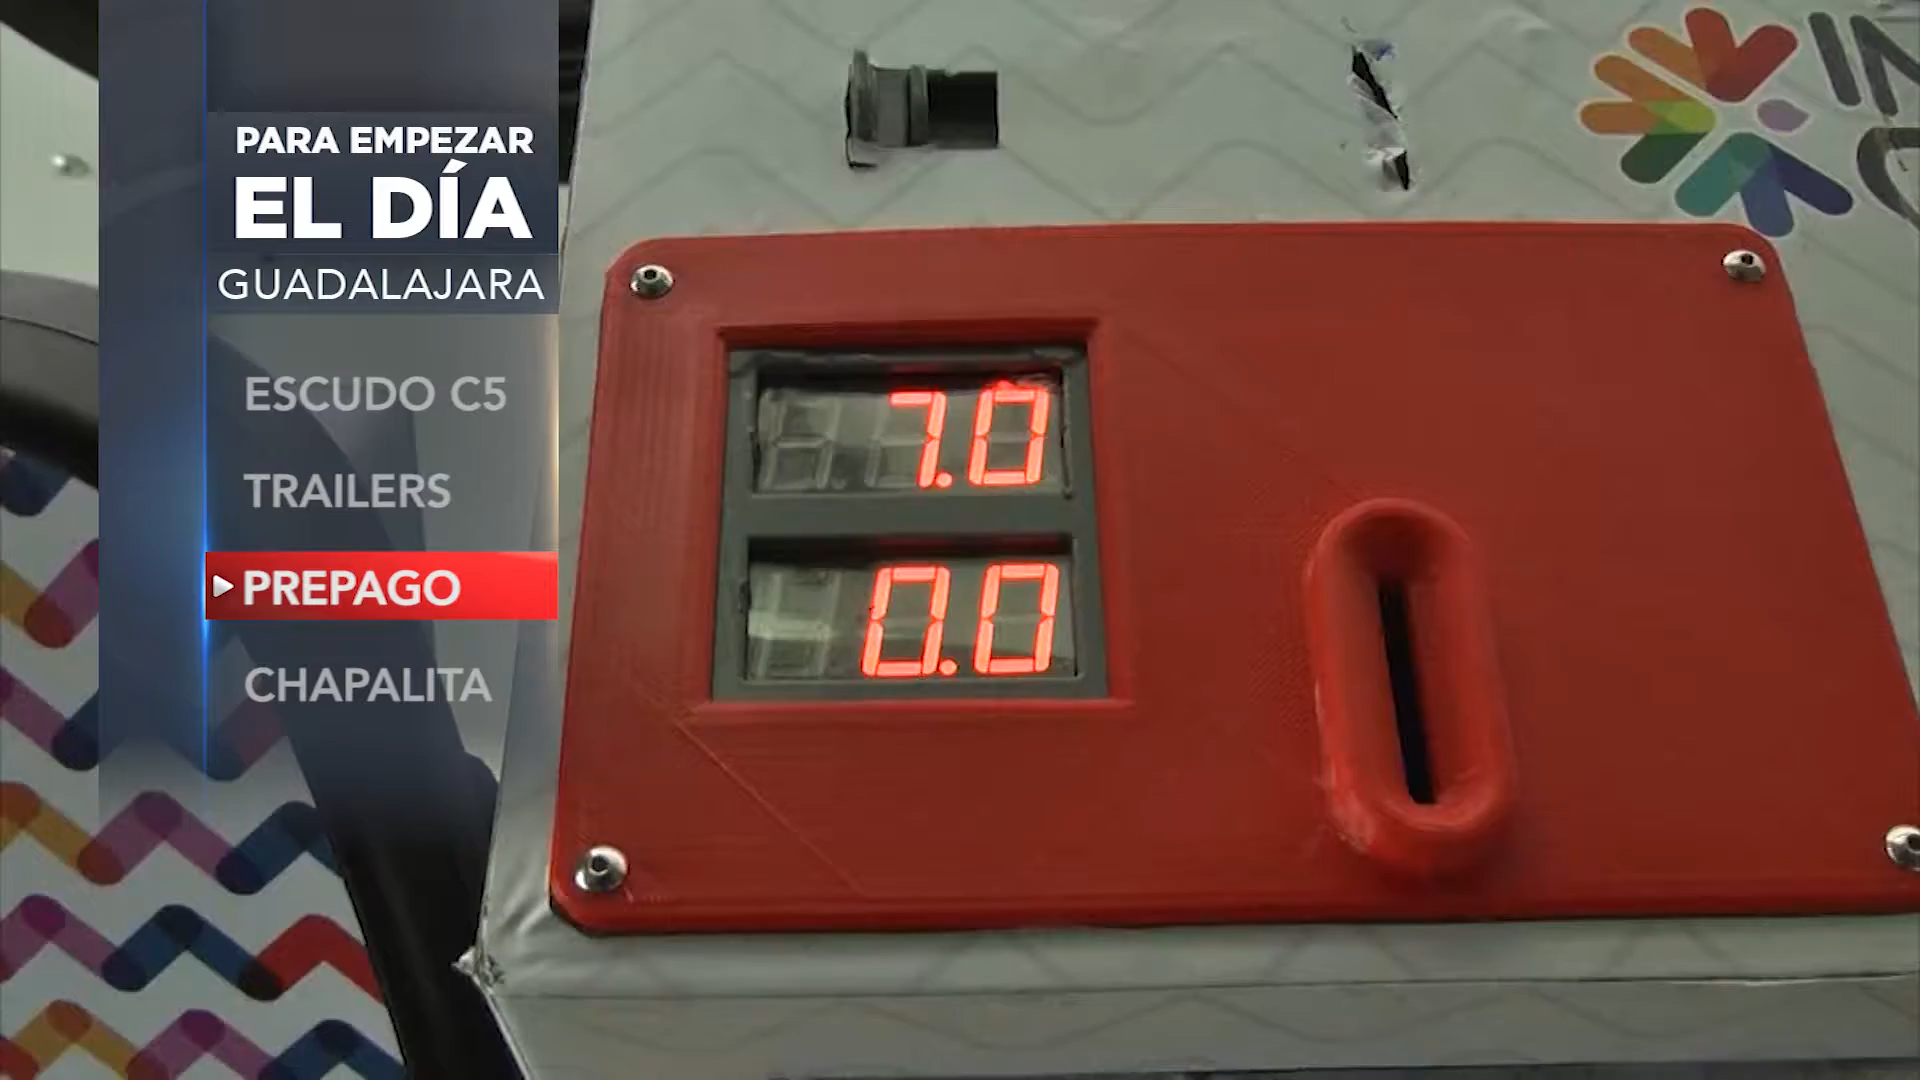 PARA EMPEZAR
EL DÍA
GUADALAJARA
ESCUDO C5
TRAILERS
PREPAGO
CHAPALITA
7.0
0.0